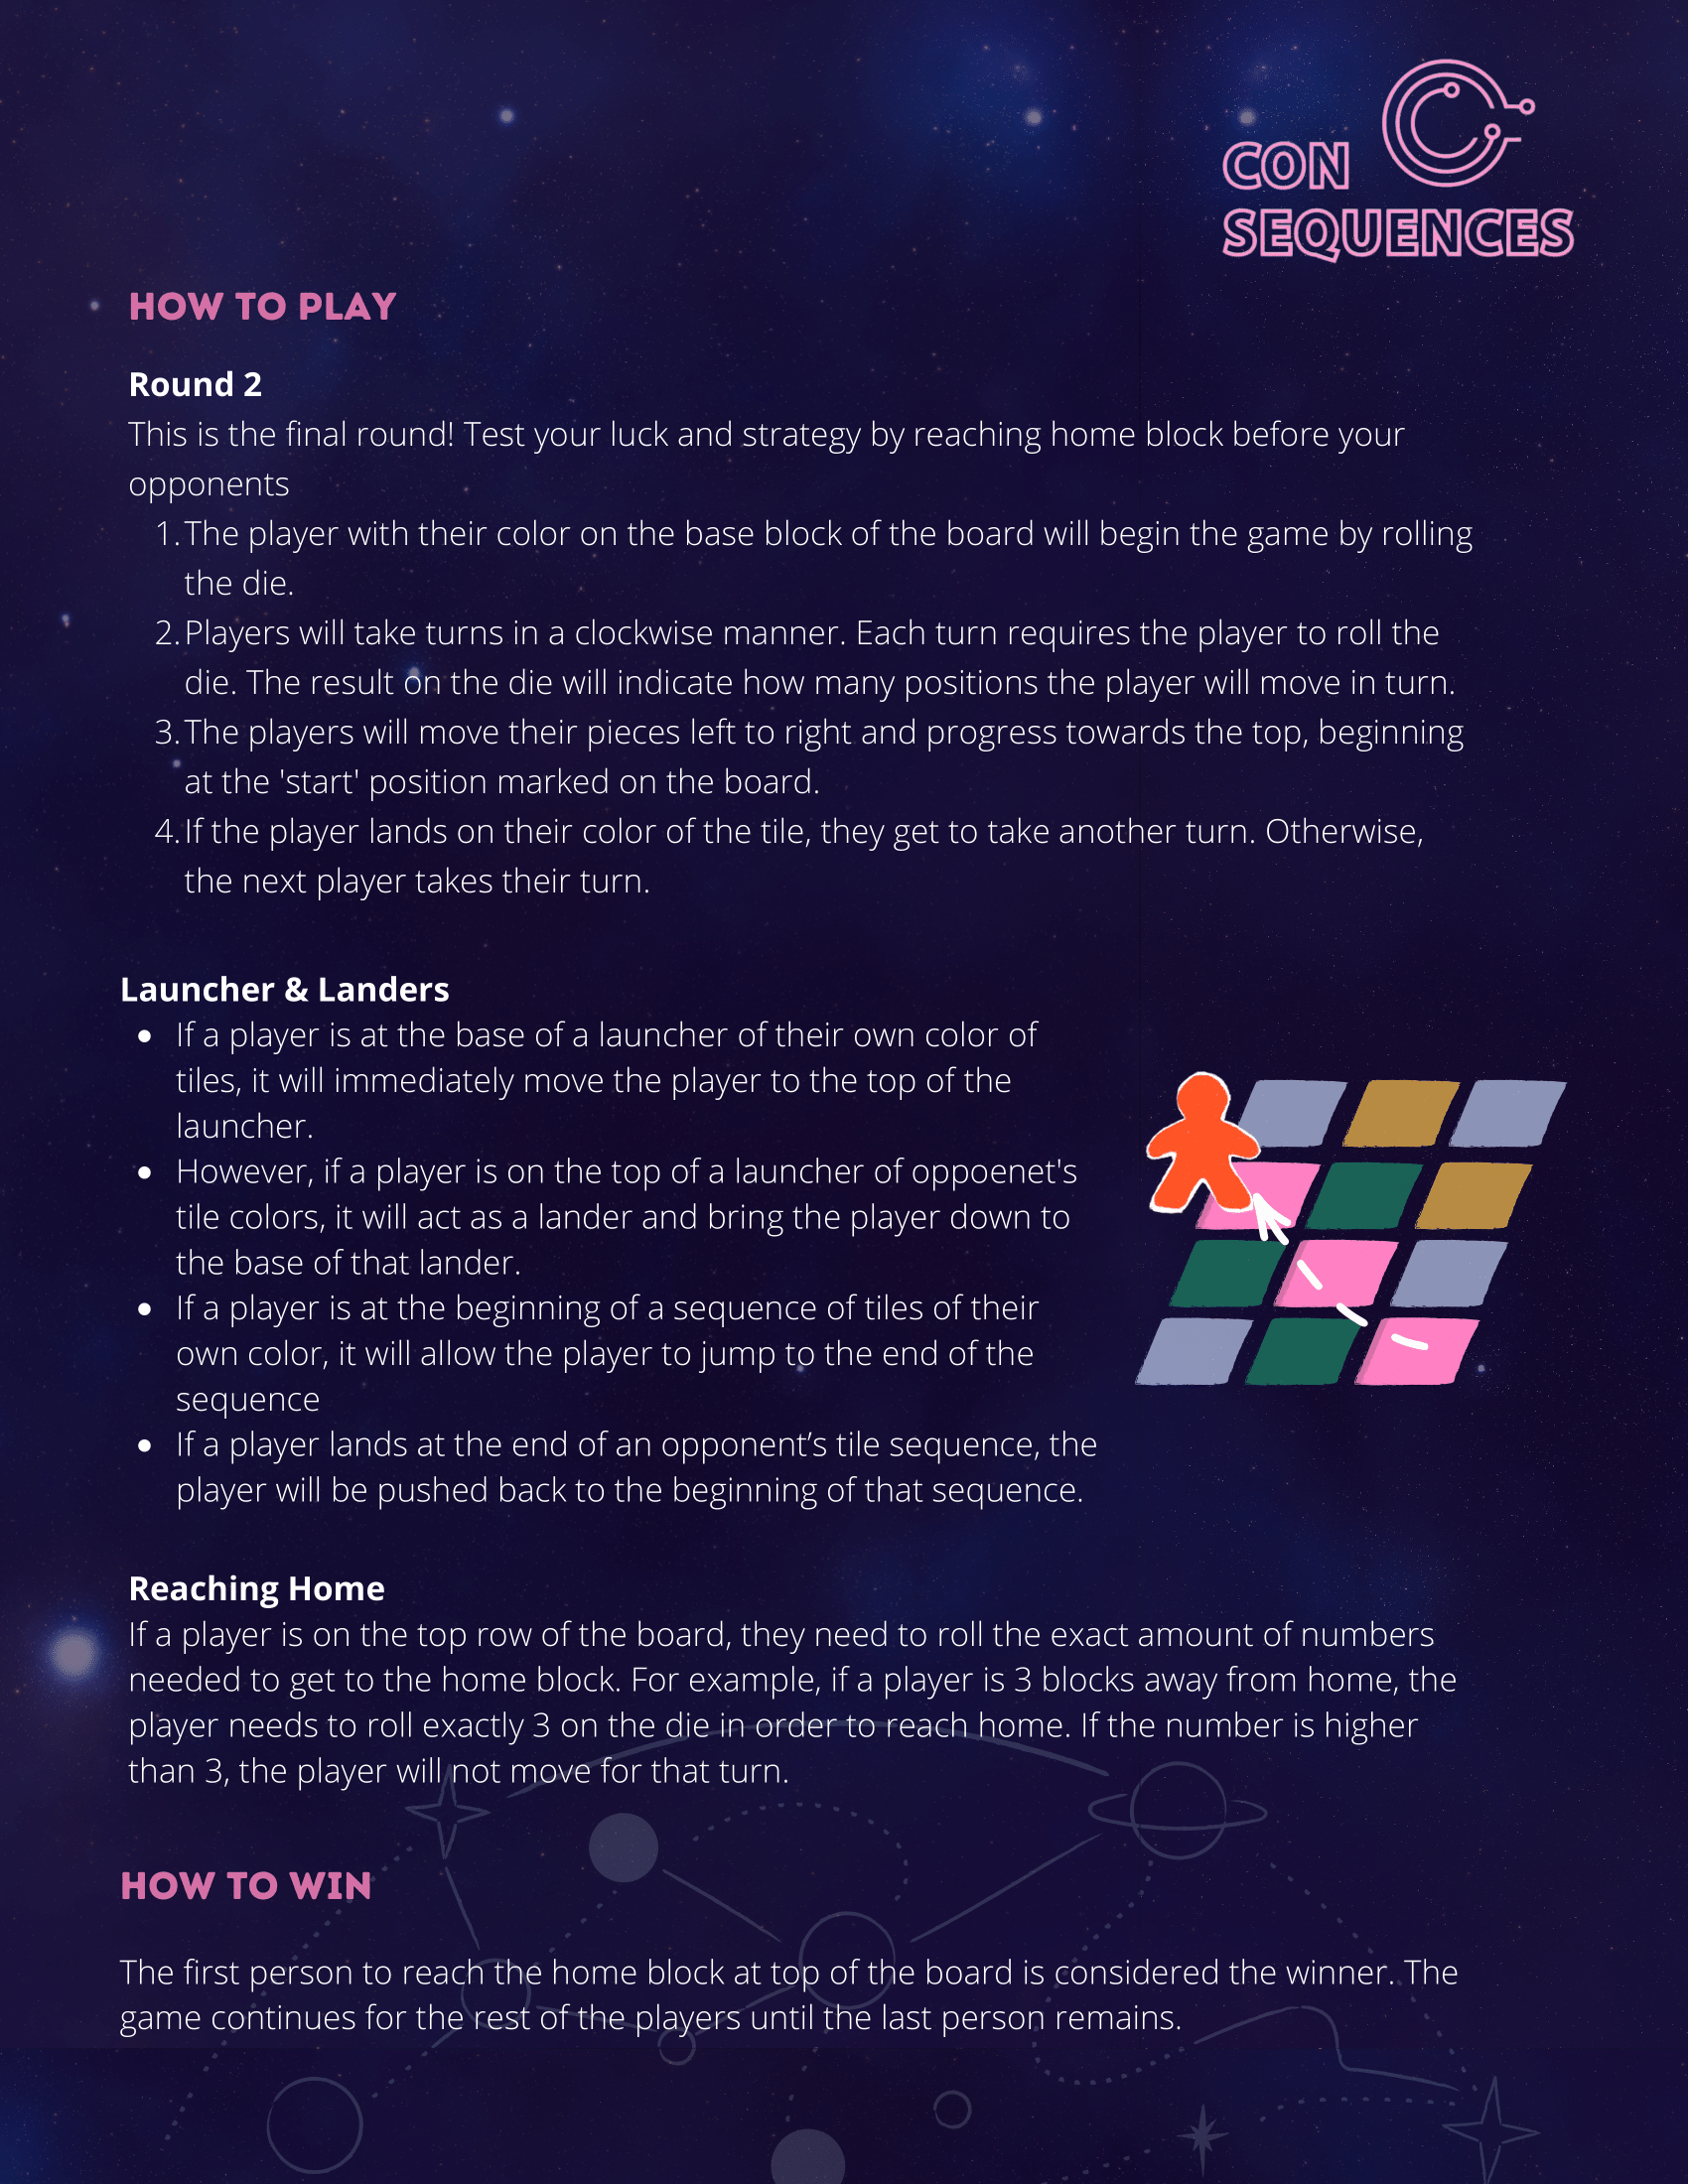 CON
SEQUENCES
HOW TO PLAY
Round 2
This is the final round! Test your luck and strategy by reaching home block before your
opponents
1. The player with their color on the base block of the board will begin the game by rolling
the die.
2. Players will take turns in a clockwise manner. Each turn requires the player to roll the
die. The result on the die will indicate how many positions the player will move in turn.
3. The players will move their pieces left to right and progress towards the top, beginning
at the 'start' position marked on the board.
4. If the player lands on their color of the tile, they get to take another turn. Otherwise,
the next player takes their turn.
Launcher & Landers
• If a player is at the base of a launcher of their own color of
tiles, it will immediately move the player to the top of the
launcher.
• However, if a player is on the top of a launcher of oppoenet's
tile colors, it will act as a lander and bring the player down to
the base of that lander.
• If a player is at the beginning of a sequence of tiles of their
own color, it will allow the player to jump to the end of the
sequence
• If a player lands at the end of an opponent’s tile sequence, the
player will be pushed back to the beginning of that sequence.
Reaching Home
If a player is on the top row of the board, they need to roll the exact amount of numbers
needed to get to the home block. For example, if a player is 3 blocks away from home, the
player needs to roll exactly 3 on the die in order to reach home. If the number is higher
than 3, the player will not move for that turn.
HOW TO WIN
The first person to reach the home block at top of the board is considered the winner. The
game continues for the rest of the players until the last person remains.